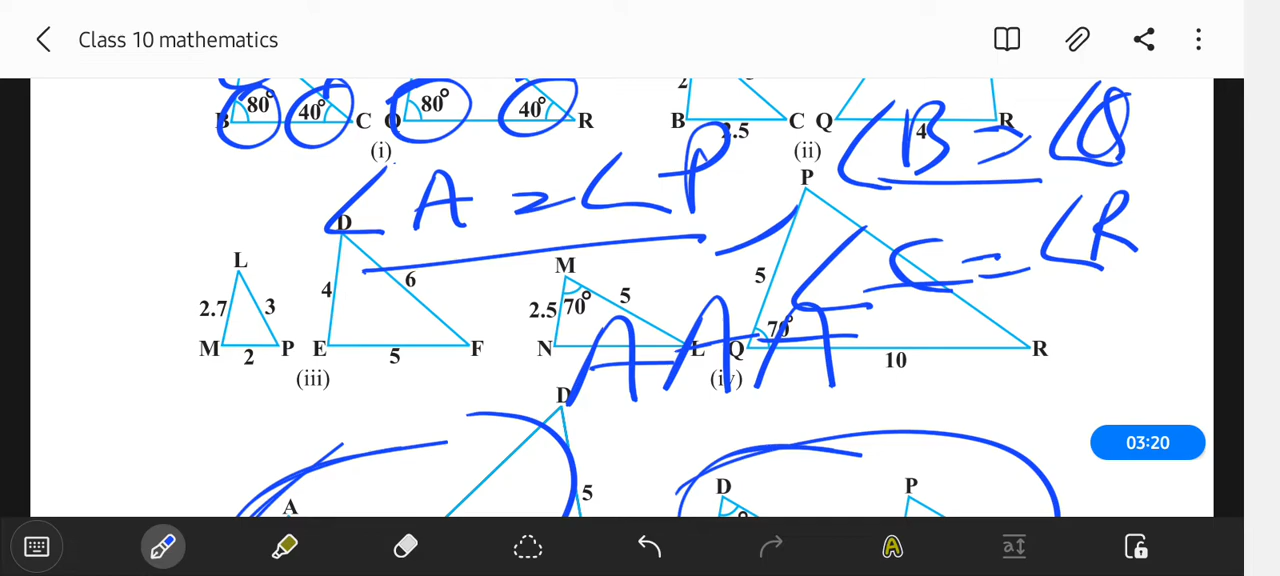 Class 10 mathematics
80° 40° 80° 40° 2
B C Q R B 2.5 C Q 4 R
(i) (ii)
∠B = ∠Q
∠A = ∠P
P
∠C = ∠R
D
L M
2.7 3 4 6 2.5 70° 5 5 70°
M 2 P E 5 F N L Q 10 R
AAA
(iii) (iv)
03:20
D
5
A D P